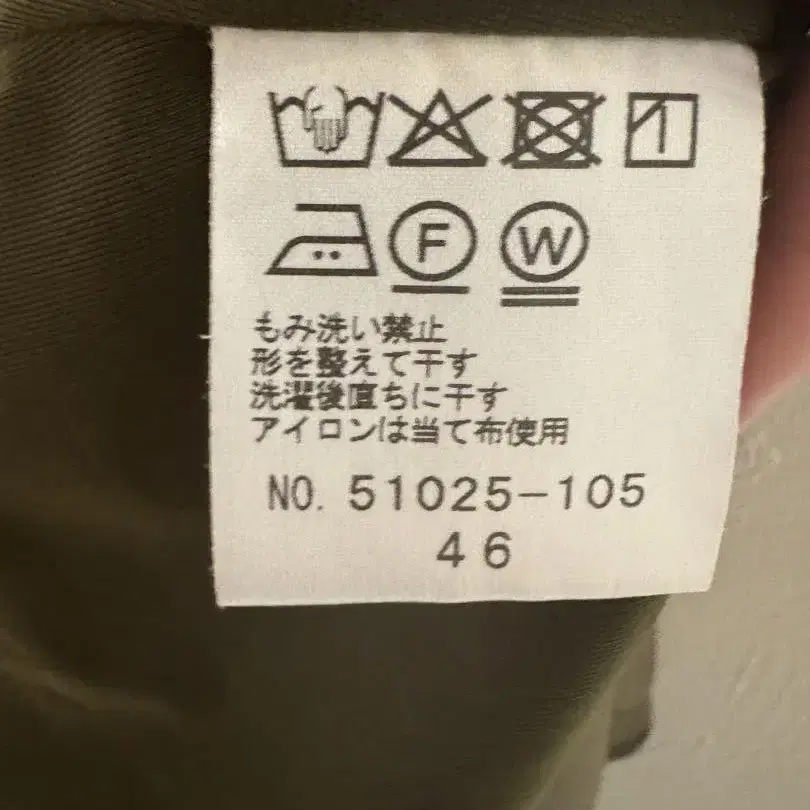 F W
もみ洗い禁止
形を整えて干す
洗濯後直ちに干す
アイロンは当て布使用
NO. 51025-105
46